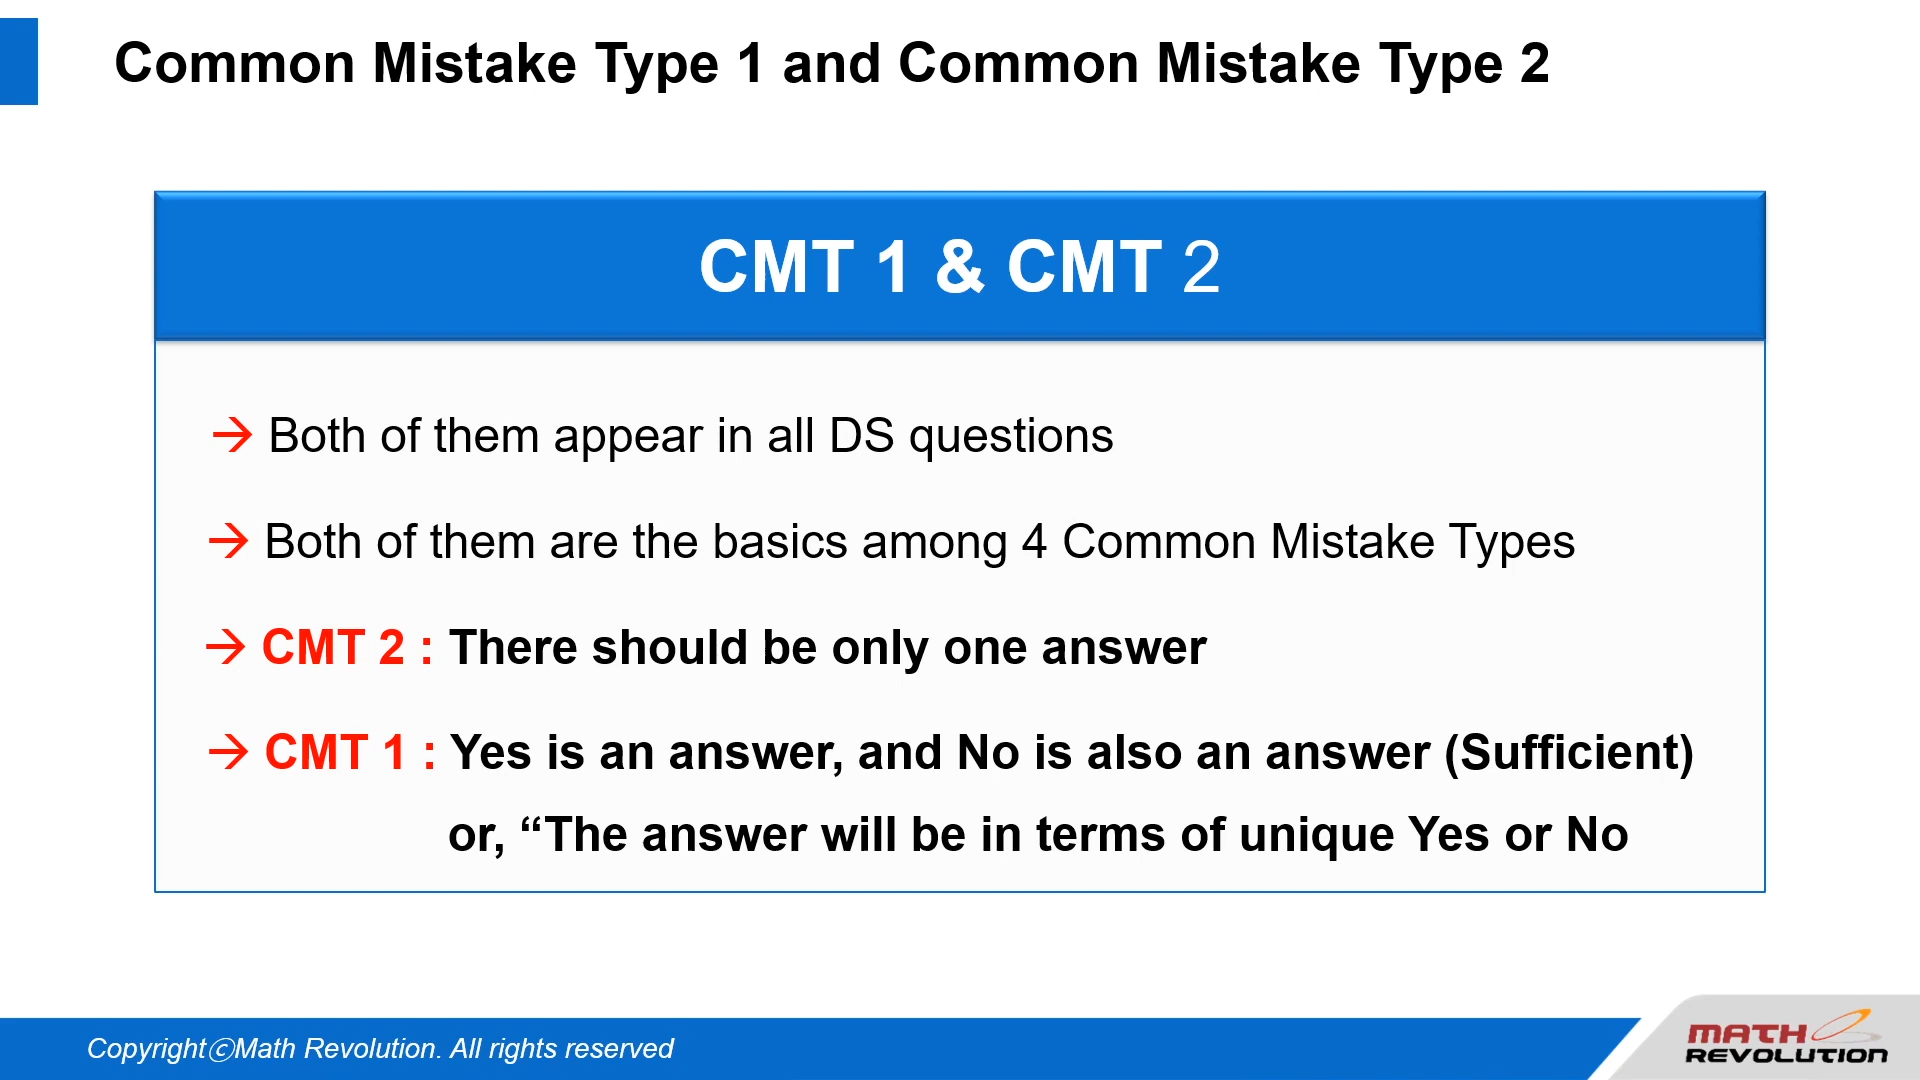 Common Mistake Type 1 and Common Mistake Type 2
CMT 1 & CMT 2
→ Both of them appear in all DS questions
→ Both of them are the basics among 4 Common Mistake Types
→ CMT 2 : There should be only one answer
→ CMT 1 : Yes is an answer, and No is also an answer (Sufficient)
or, “The answer will be in terms of unique Yes or No
CopyrightⓒMath Revolution. All rights reserved
MATH
REVOLUTION